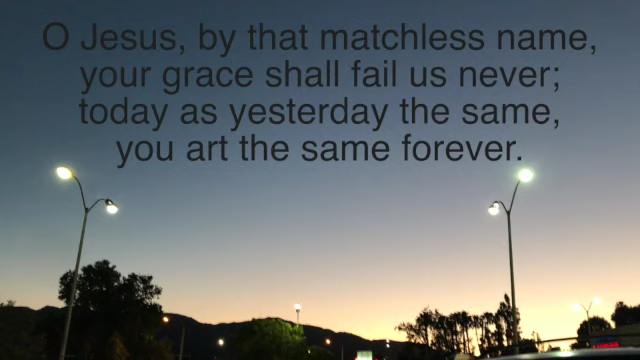 O Jesus, by that matchless name,
your grace shall fail us never;
today as yesterday the same,
you art the same forever.